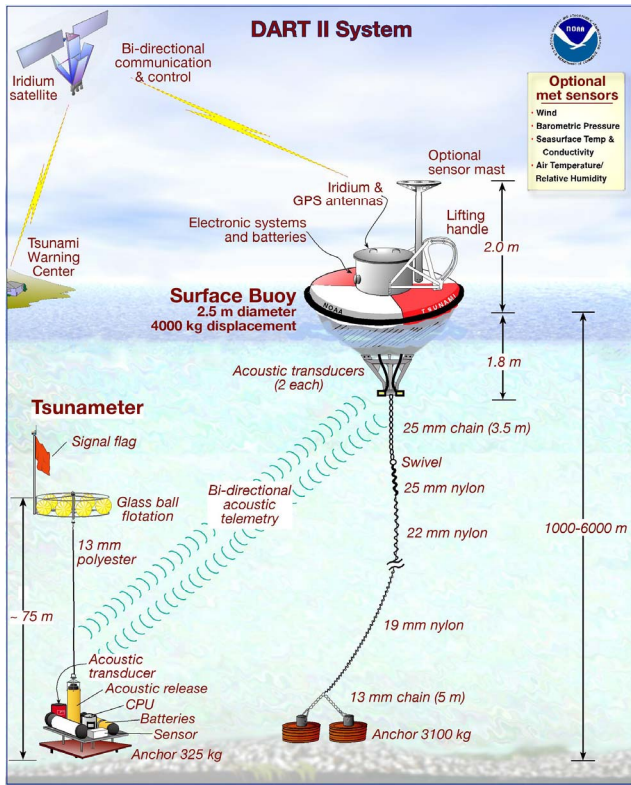 DART II System
NOAA
Bi-directional
communication
& control
Iridium
satellite
Optional
met sensors
· Wind
· Barometric Pressure
· Seasurface Temp &
Conductivity
· Air Temperature/
Relative Humidity
Optional
sensor mast
Iridium &
GPS antennas
Electronic systems
and batteries
Lifting
handle
2.0 m
Tsunami
Warning
Center
Surface Buoy
2.5 m diameter
4000 kg displacement
NOAA
TSUNAMI
1.8 m
Acoustic transducers
(2 each)
Tsunameter
Signal flag
25 mm chain (3.5 m)
Swivel
25 mm nylon
Glass ball
flotation
Bi-directional
acoustic
telemetry
22 mm nylon
1000-6000 m
13 mm
polyester
~ 75 m
19 mm nylon
Acoustic
transducer
Acoustic release
CPU
Batteries
Sensor
Anchor 325 kg
13 mm chain (5 m)
Anchor 3100 kg